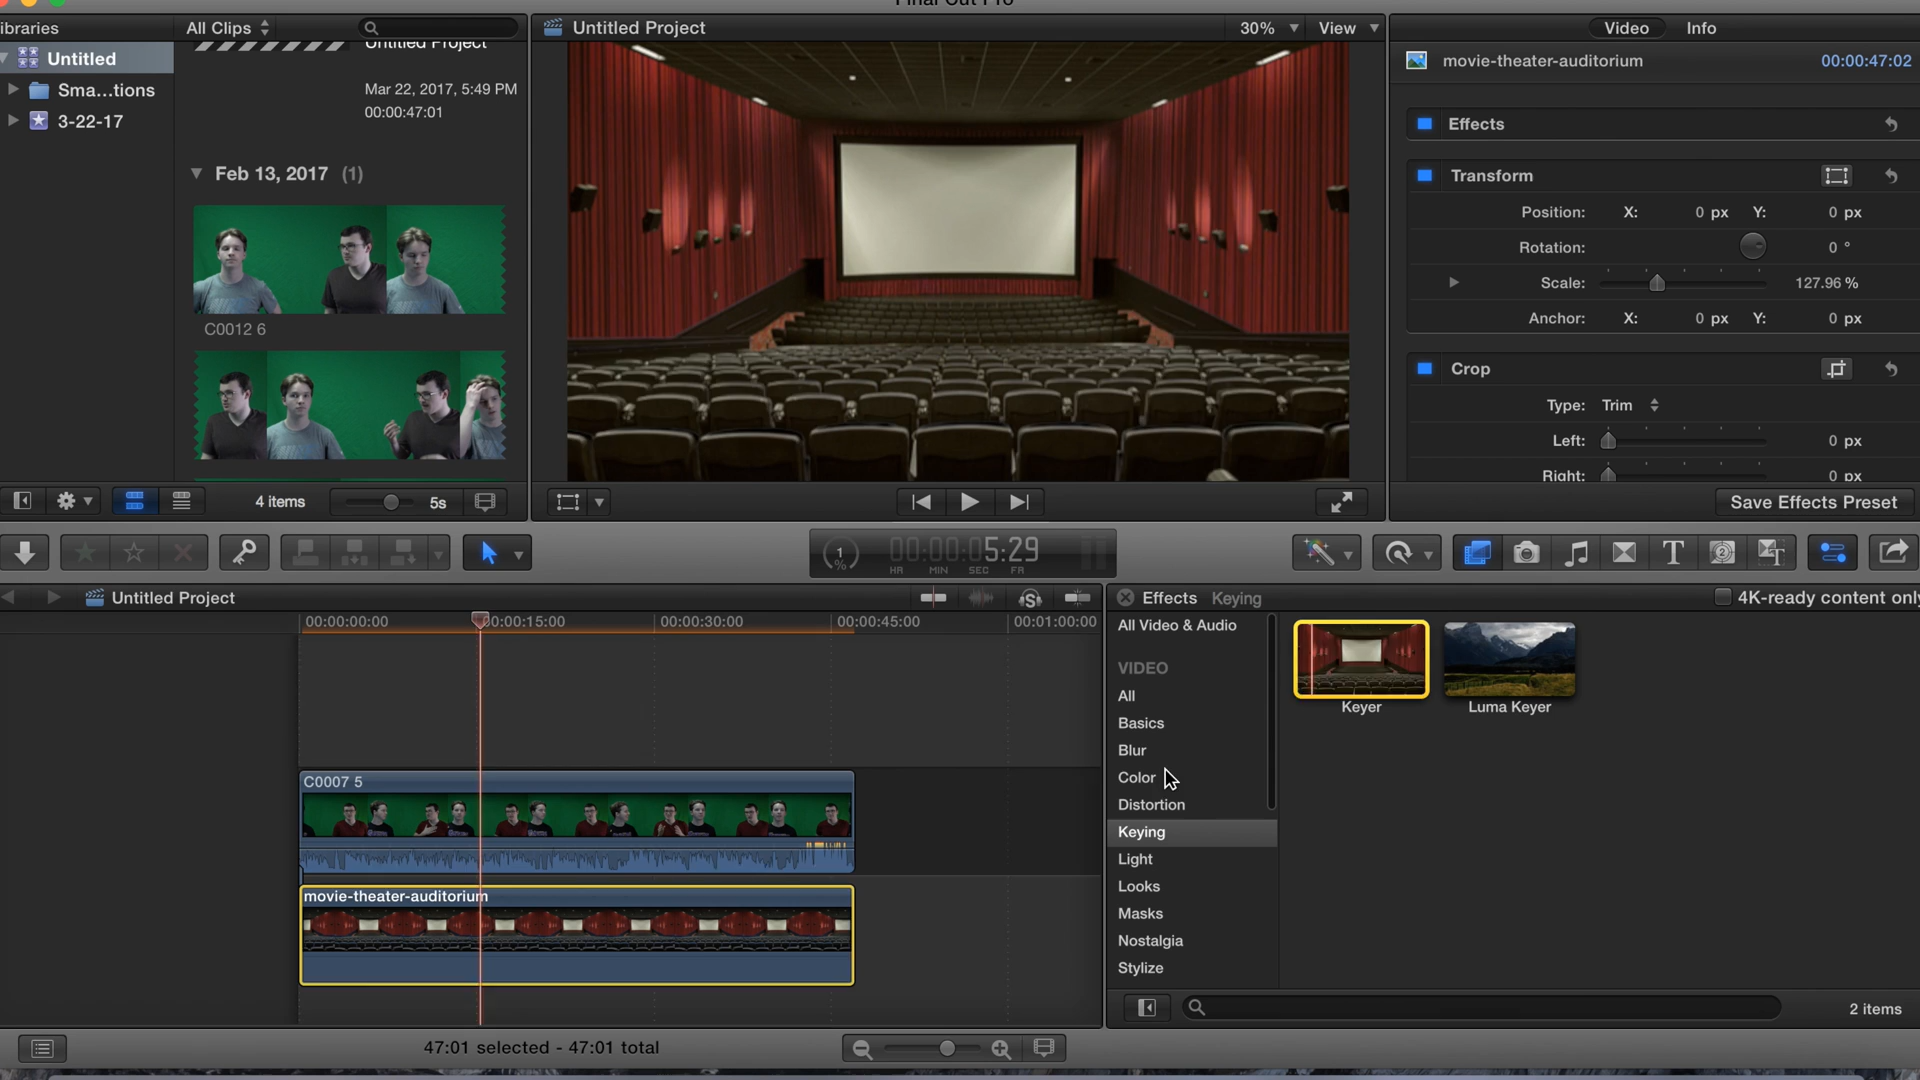 ibraries
All Clips
Untitled Project
30%
View
Video
Info
Untitled
Sma...tions
3-22-17
Untitled Project
Mar 22, 2017, 5:49 PM
00:00:47:01
Feb 13, 2017 (1)
C0012 6
movie-theater-auditorium
00:00:47:02
Effects
Transform
Position: X: 0 px Y: 0 px
Rotation: 0 °
Scale: 127.96 %
Anchor: X: 0 px Y: 0 px
Crop
Type: Trim
Left: 0 px
Right: 0 px
4 items
5s
Save Effects Preset
1
%
00:00:05:29
HR MIN SEC FR
Untitled Project
00:00:00:00
00:00:15:00
00:00:30:00
00:00:45:00
00:01:00:00
C0007 5
movie-theater-auditorium
Effects Keying
4K-ready content only
All Video & Audio
VIDEO
All
Basics
Blur
Color
Distortion
Keying
Light
Looks
Masks
Nostalgia
Stylize
Keyer
Luma Keyer
2 items
47:01 selected - 47:01 total